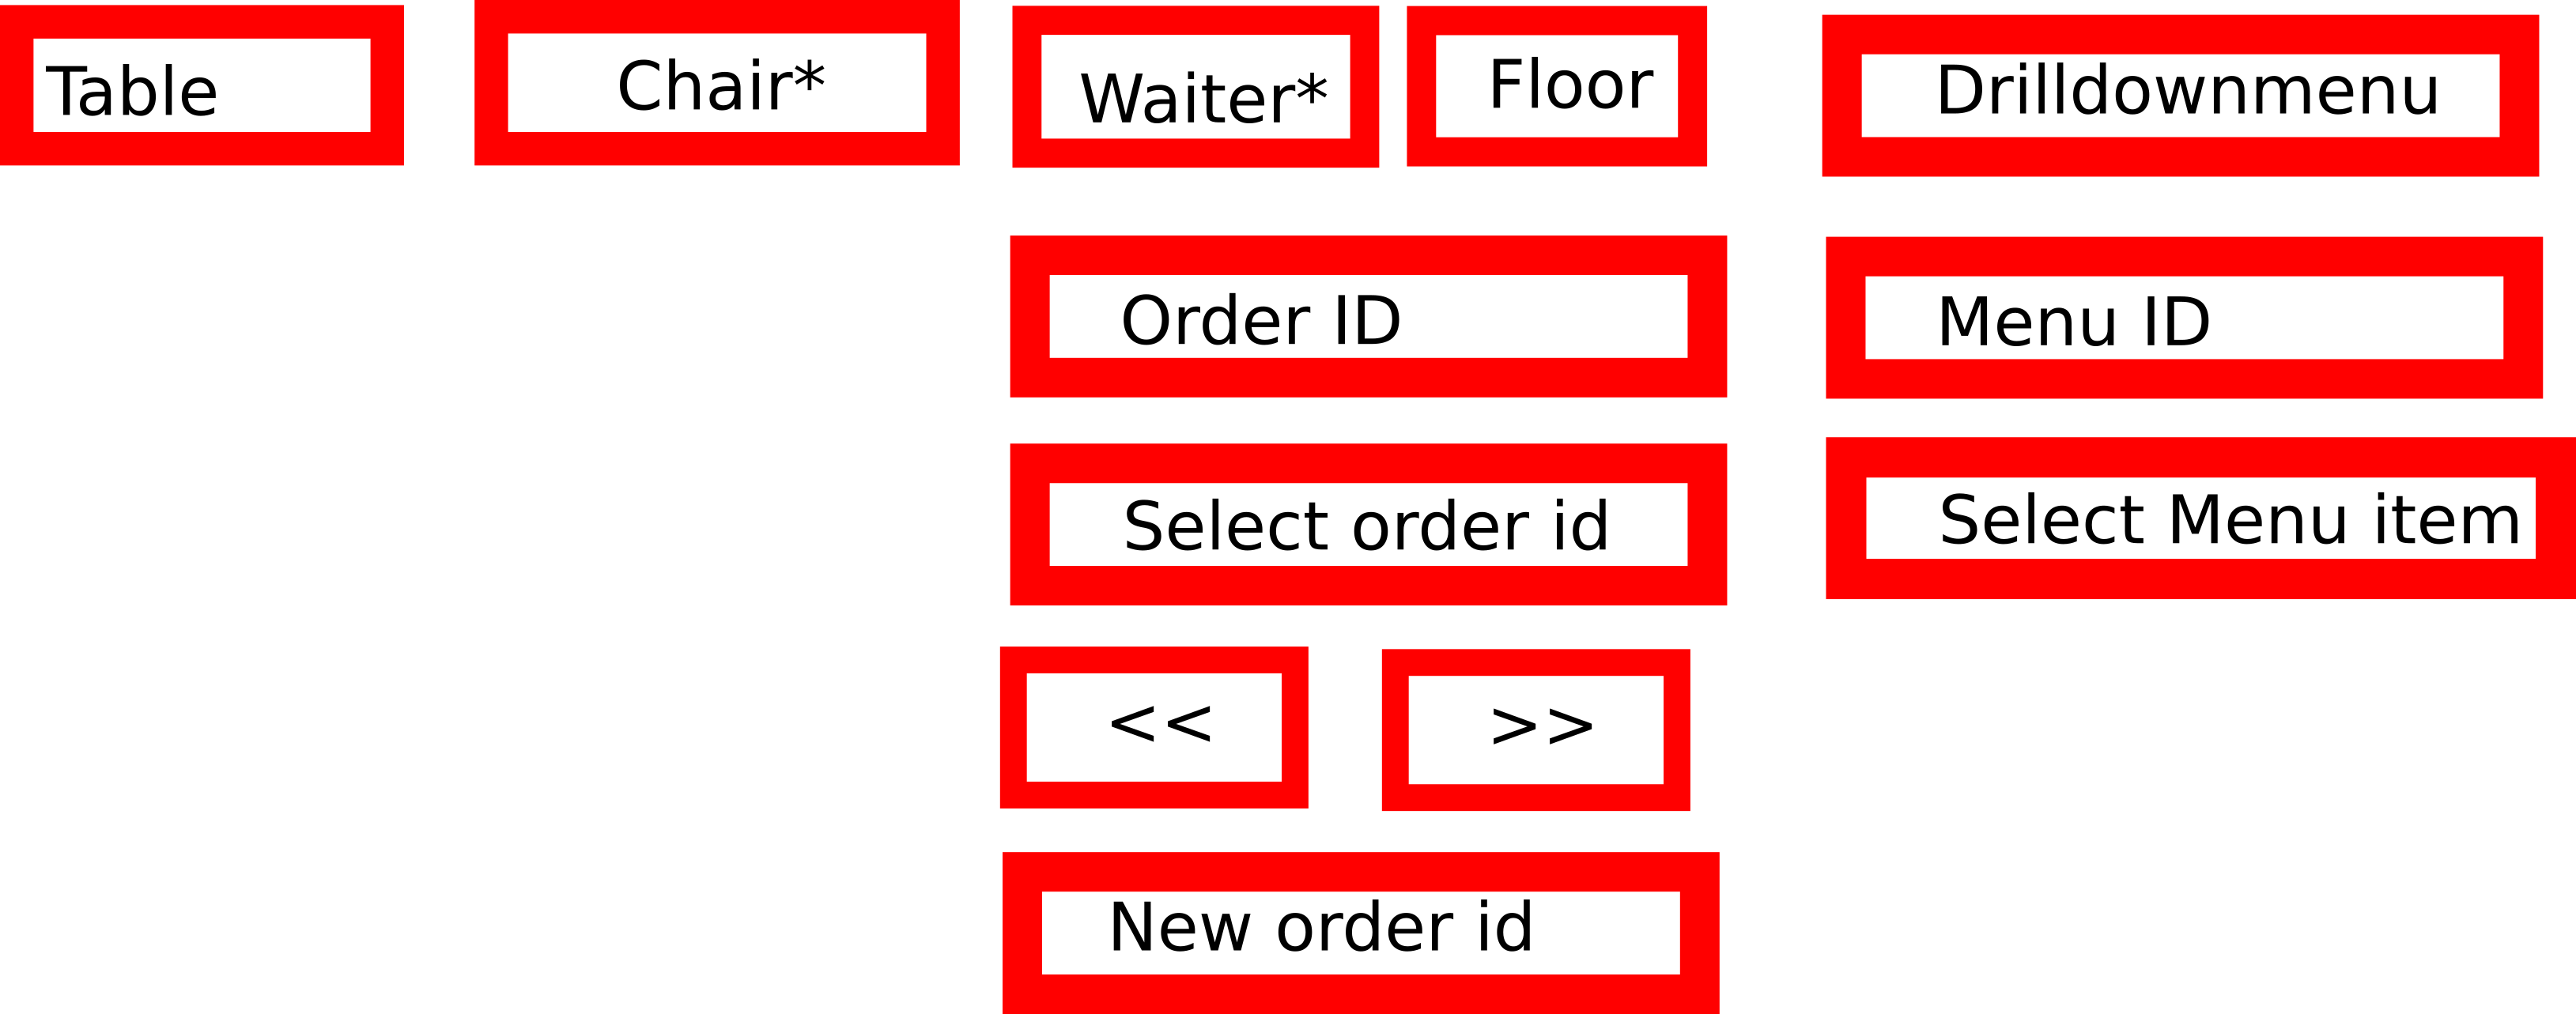 Table
Chair*
Waiter*
Floor
Drilldownmenu
Order ID
Menu ID
Select order id
Select Menu item
<<
>>
New order id